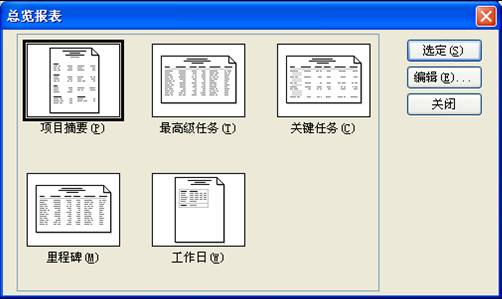 总览报表
选定(S)
编辑(E)...
关闭
项目摘要(P)
最高级任务(T)
关键任务(C)
里程碑(M)
工作日(W)